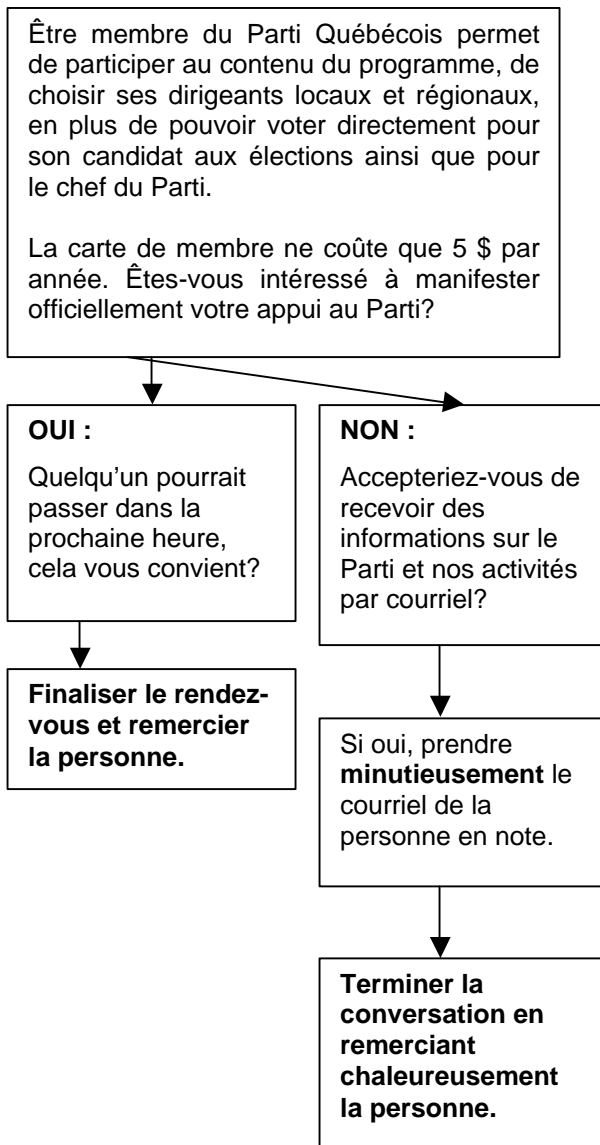 Être membre du Parti Québécois permet
de participer au contenu du programme, de
choisir ses dirigeants locaux et régionaux,
en plus de pouvoir voter directement pour
son candidat aux élections ainsi que pour
le chef du Parti.
La carte de membre ne coûte que 5 $ par
année. Êtes-vous intéressé à manifester
officiellement votre appui au Parti?
OUI :
Quelqu’un pourrait
passer dans la
prochaine heure,
cela vous convient?
Finaliser le rendez-
vous et remercier
la personne.
NON :
Accepteriez-vous de
recevoir des
informations sur le
Parti et nos activités
par courriel?
Si oui, prendre
minutieusement le
courriel de la
personne en note.
Terminer la
conversation en
remerciant
chaleureusement
la personne.